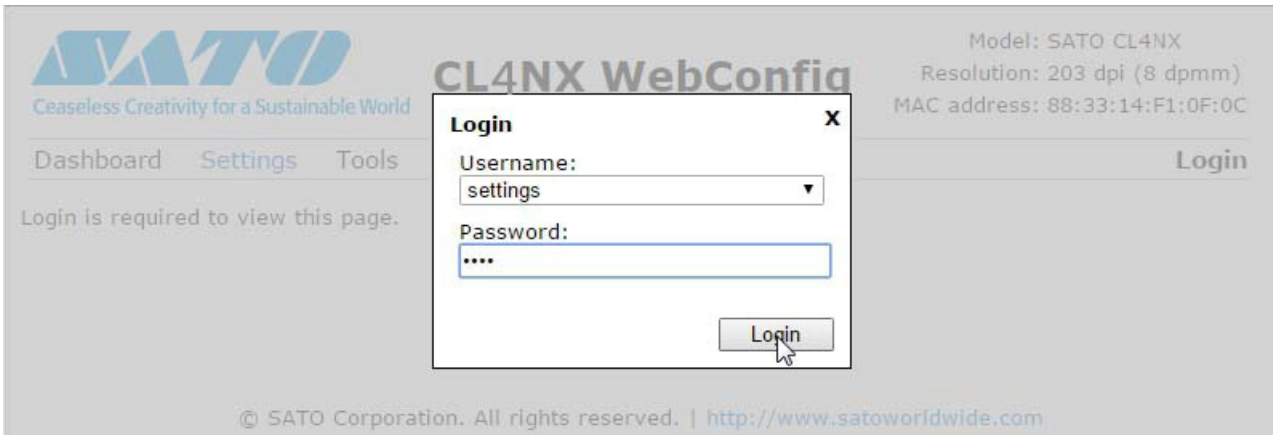 SATO
Ceaseless Creativity for a Sustainable World
CL4NX WebConfig
Model: SATO CL4NX
Resolution: 203 dpi (8 dpmm)
MAC address: 88:33:14:F1:0F:0C
Dashboard Settings Tools
Login
Login is required to view this page.
Login X
Username:
settings
Password:
••••
Login
© SATO Corporation. All rights reserved. | http://www.satoworldwide.com